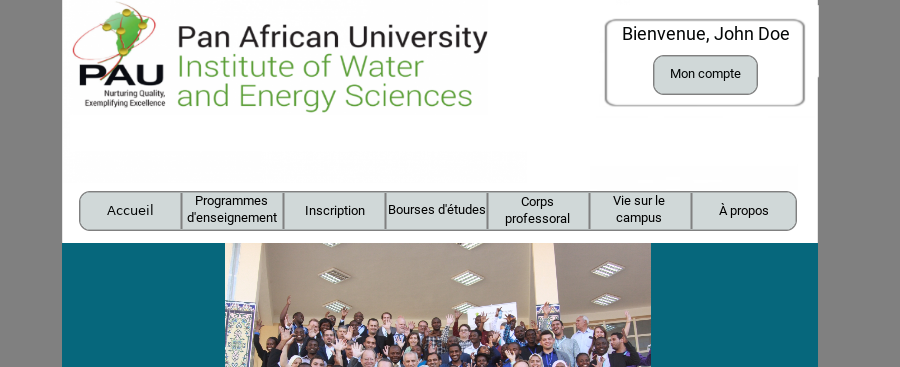 PAU
Nurturing Quality,
Exemplifying Excellence
Pan African University
Institute of Water
and Energy Sciences
Bienvenue, John Doe
Mon compte
Accueil
Programmes
d'enseignement
Inscription
Bourses d'études
Corps
professoral
Vie sur le
campus
À propos